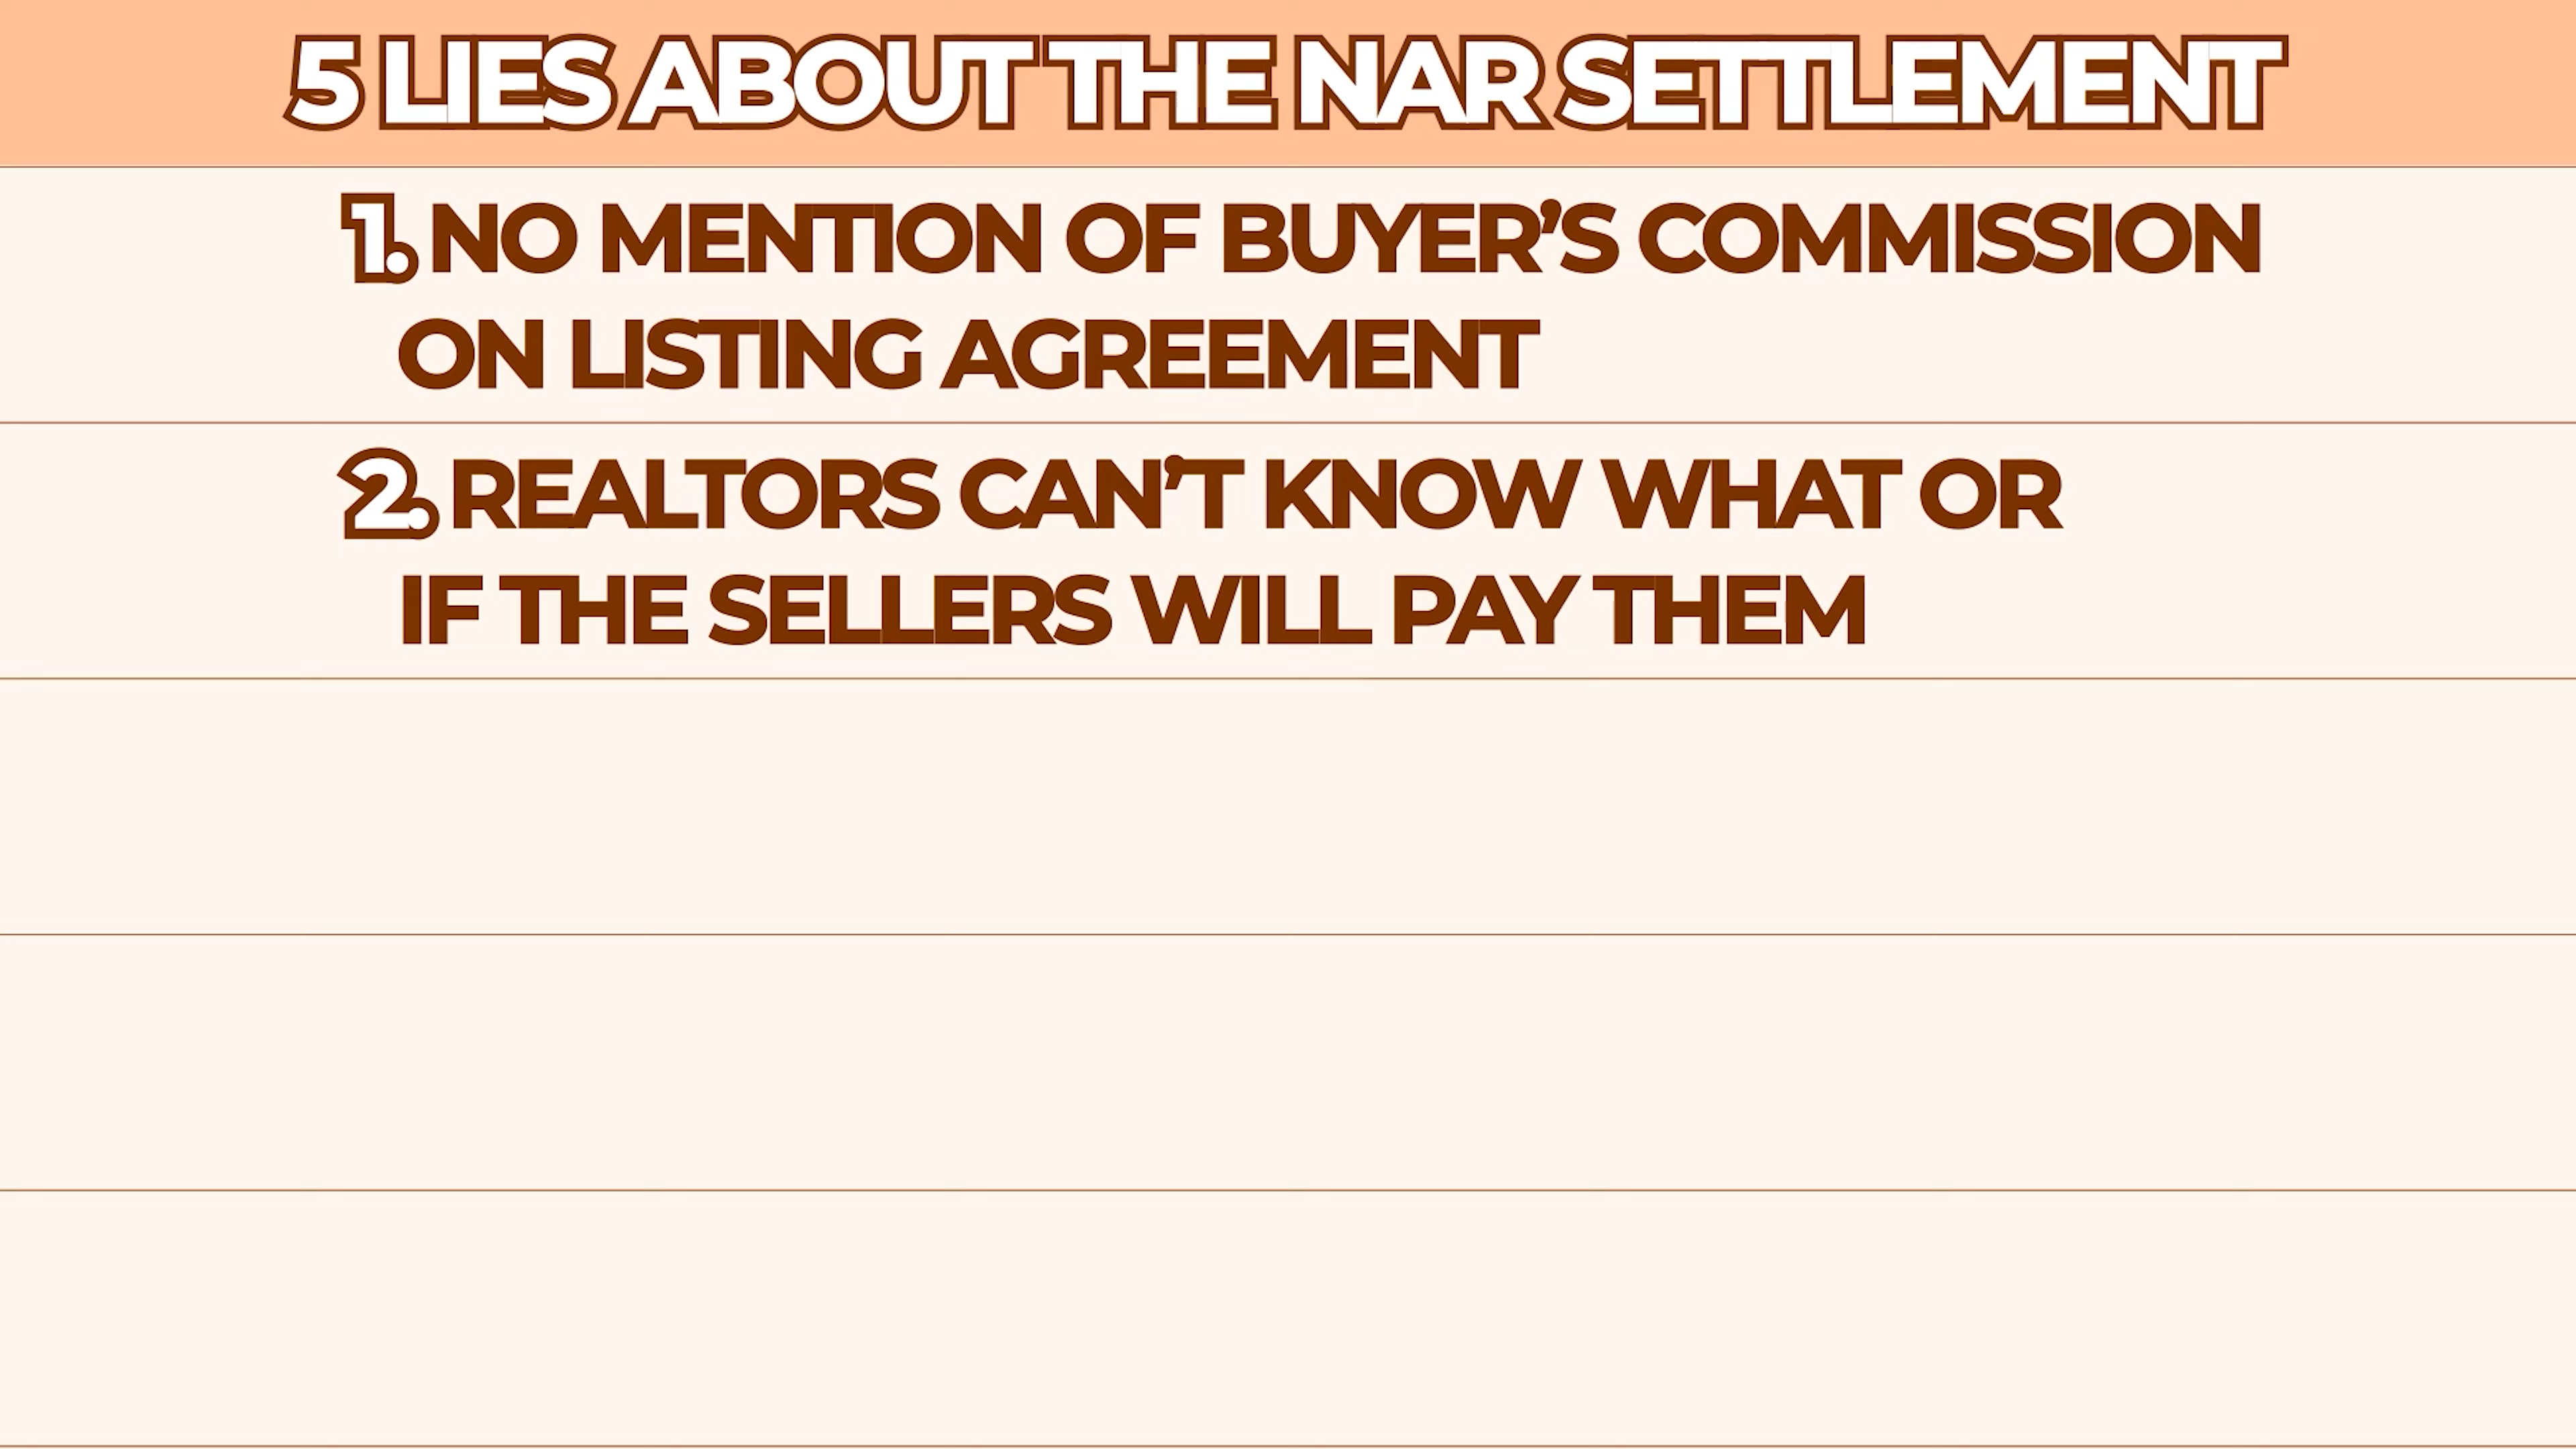 5 LIES ABOUT THE NAR SETTLEMENT
1. NO MENTION OF BUYER’S COMMISSION
ON LISTING AGREEMENT
2. REALTORS CAN’T KNOW WHAT OR
IF THE SELLERS WILL PAY THEM